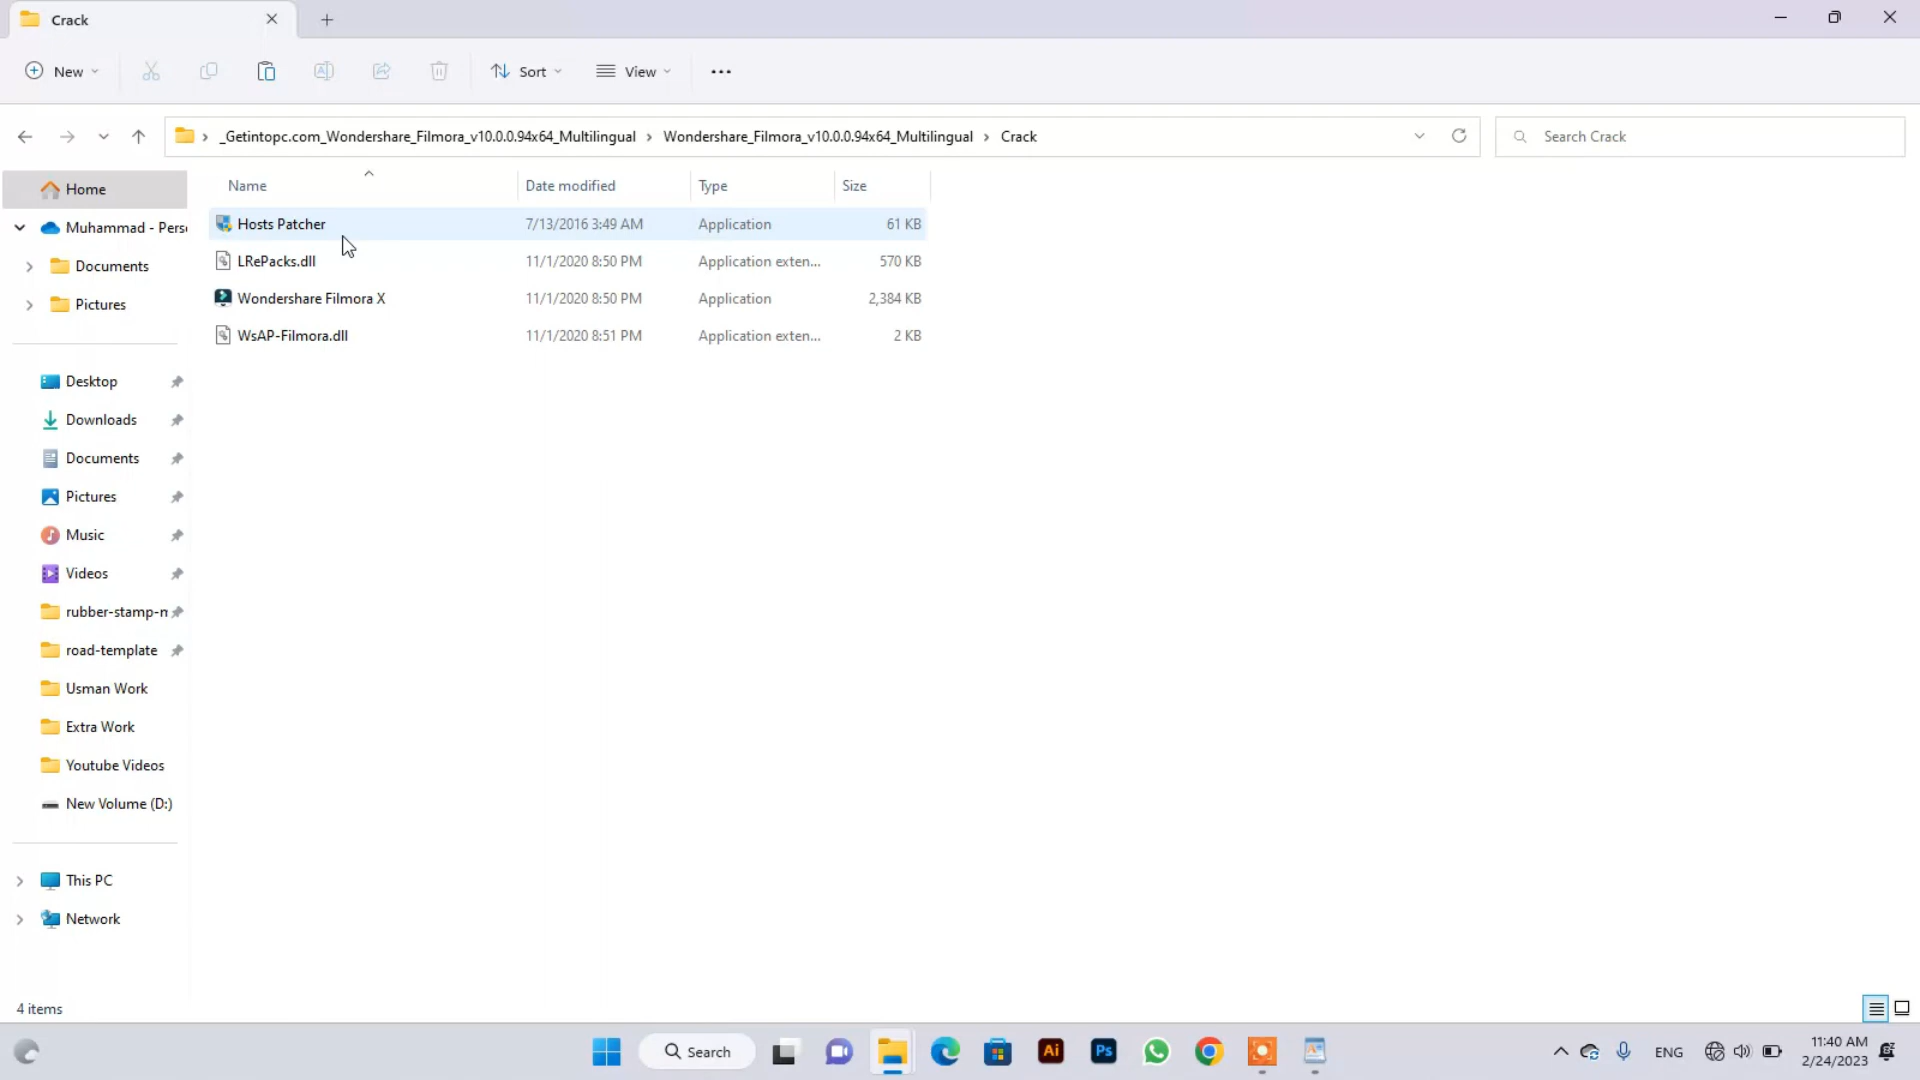 Crack
New
Sort
View
_Getintopc.com_Wondershare_Filmora_v10.0.0.94x64_Multilingual > Wondershare_Filmora_v10.0.0.94x64_Multilingual > Crack
Search Crack
Name Date modified Type Size
Hosts Patcher 7/13/2016 3:49 AM Application 61 KB
LRePacks.dll 11/1/2020 8:50 PM Application exten... 570 KB
Wondershare Filmora X 11/1/2020 8:50 PM Application 2,384 KB
WsAP-Filmora.dll 11/1/2020 8:51 PM Application exten... 2 KB
Home
Muhammad - Perso
Documents
Pictures
Desktop
Downloads
Documents
Pictures
Music
Videos
rubber-stamp-m
road-template
Usman Work
Extra Work
Youtube Videos
New Volume (D:)
This PC
Network
4 items
Search
Ai
Ps
ENG
11:40 AM
2/24/2023